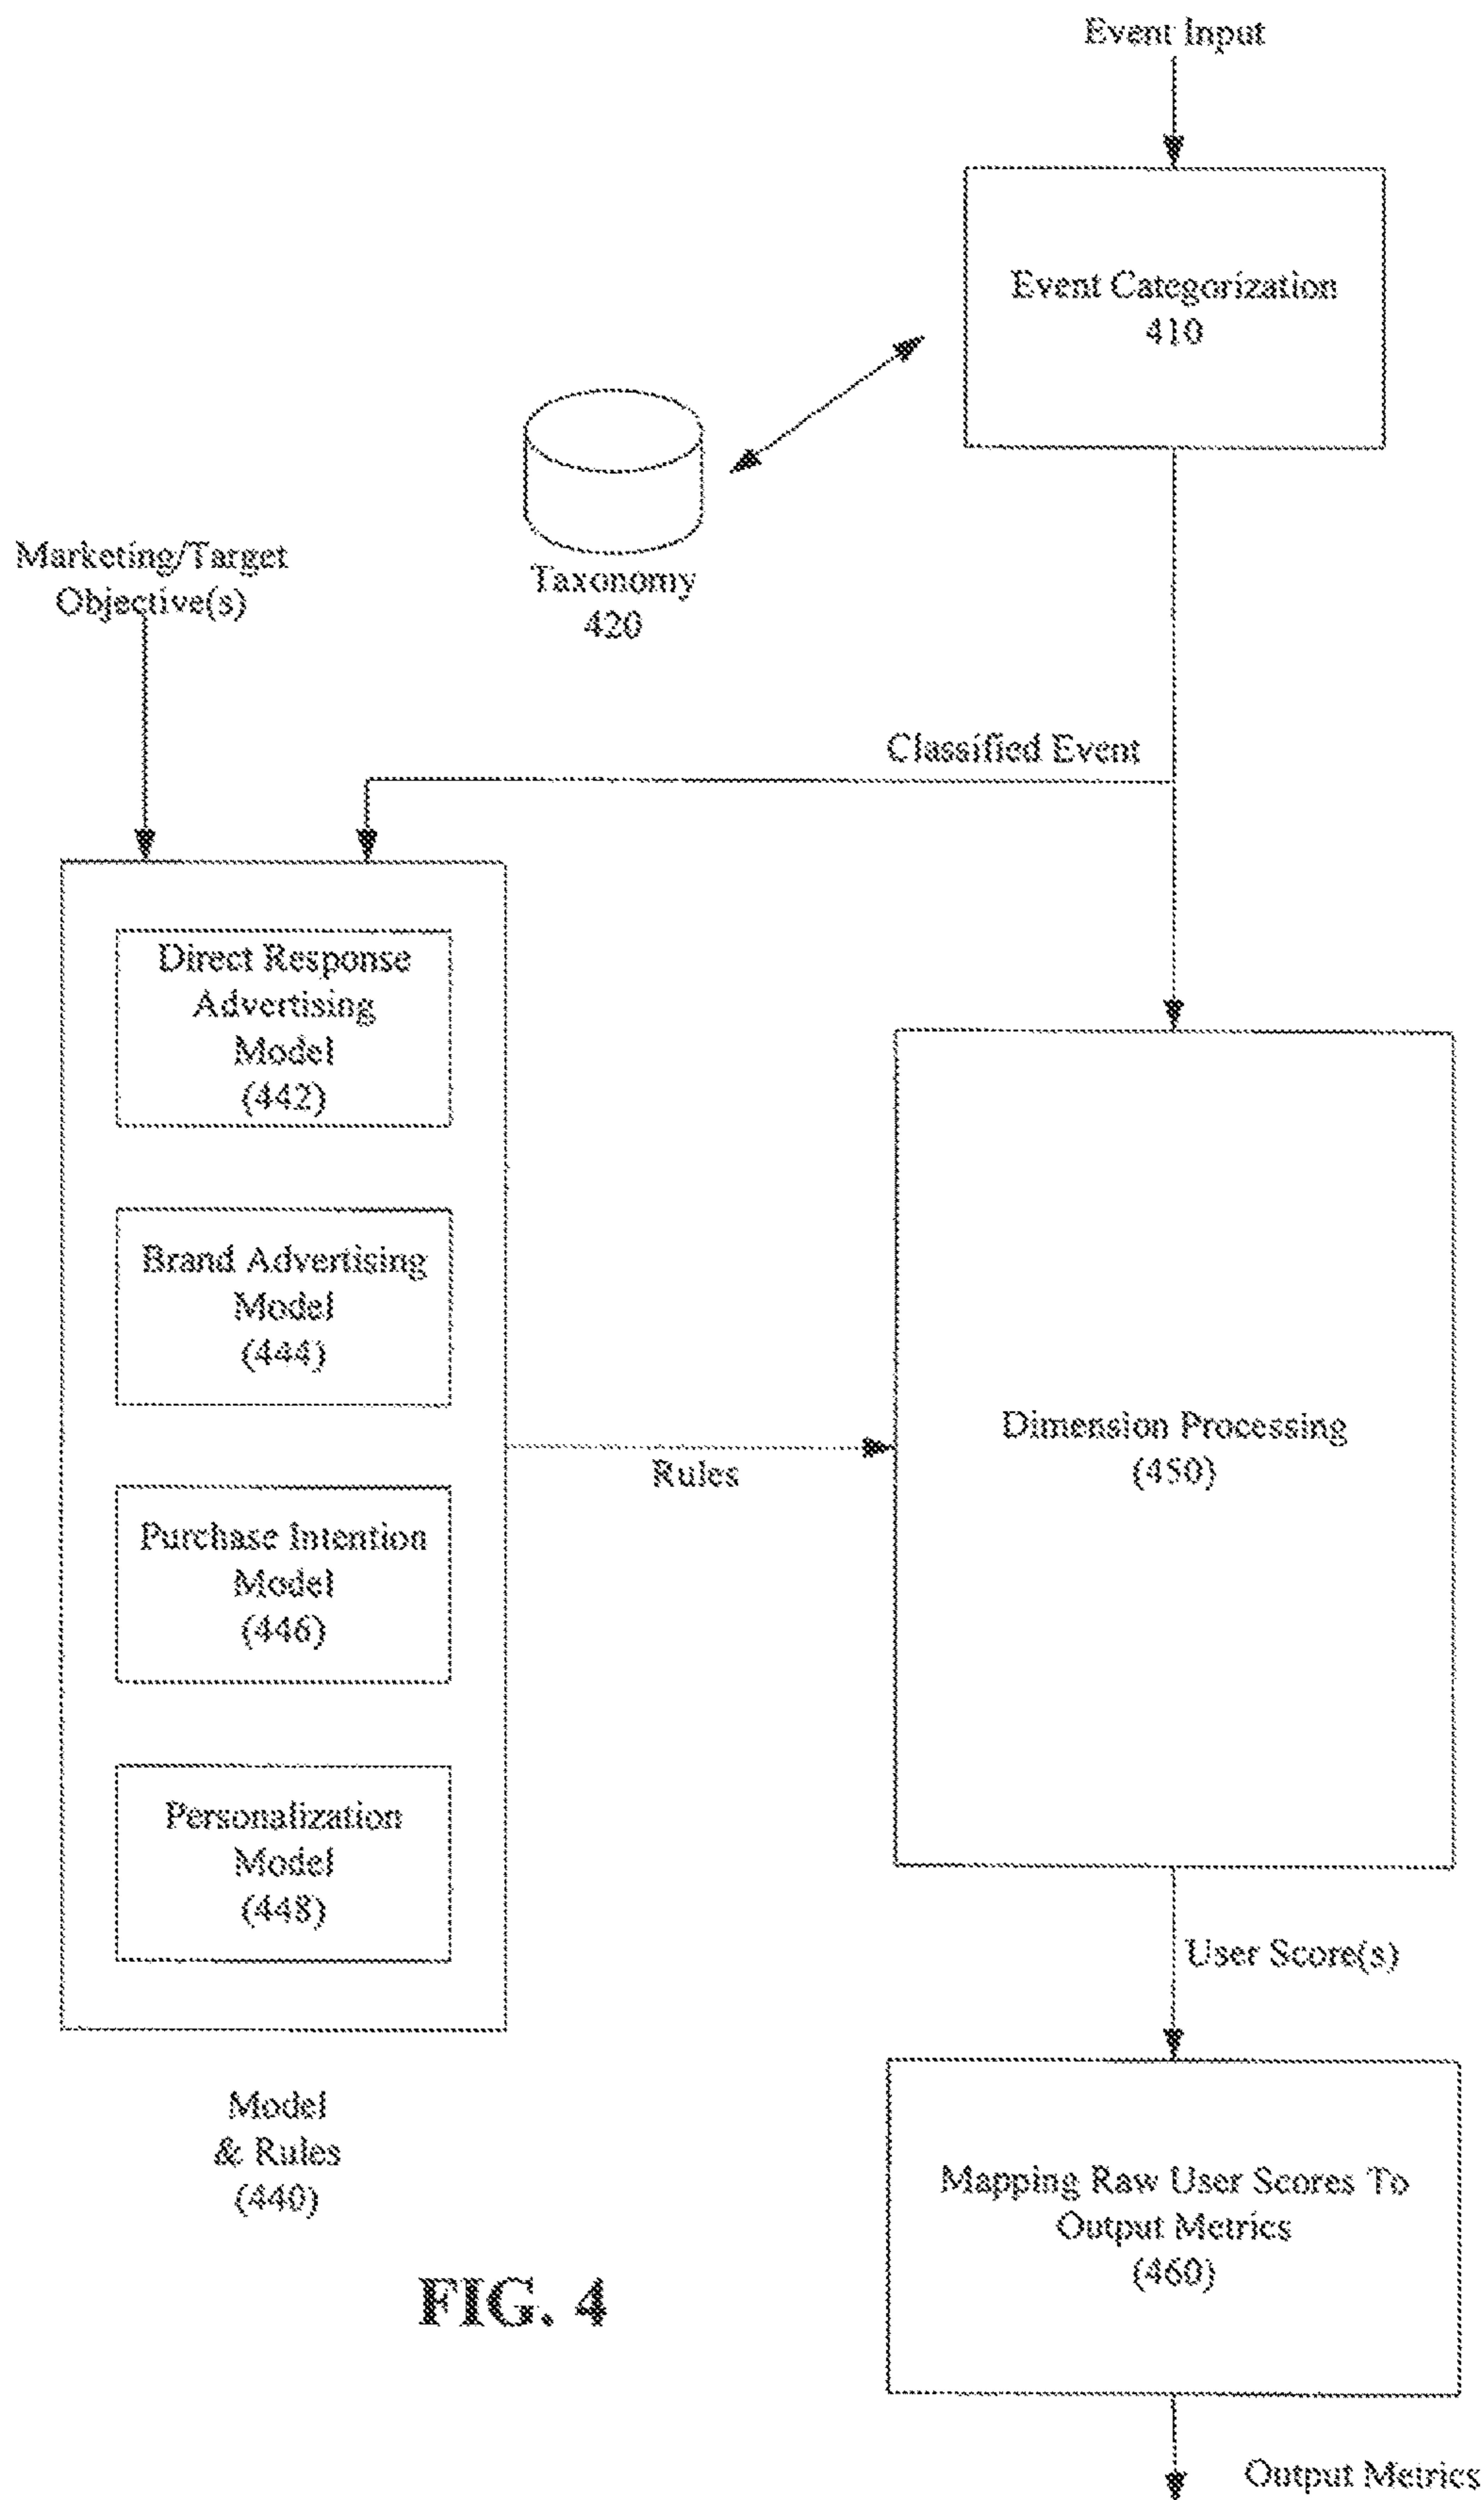 Event Input
Event Categorization
410
Taxonomy
420
Marketing/Target
Objective(s)
Classified Event
Direct Response
Advertising
Model
(442)
Brand Advertising
Model
(444)
Purchase Intention
Model
(446)
Personalization
Model
(448)
Rules
Dimension Processing
(450)
User Score(s)
Model
& Rules
(440)
Mapping Raw User Scores To
Output Metrics
(460)
FIG. 4
Output Metrics